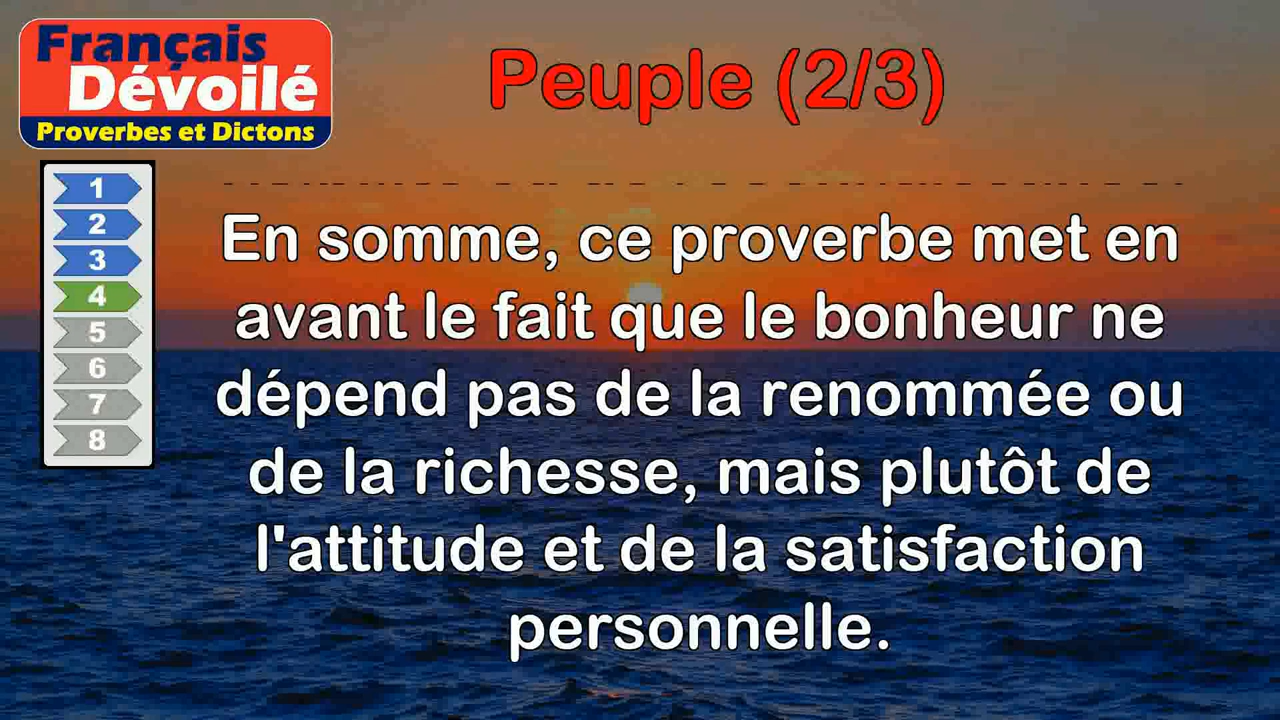 Français
Dévoilé
Proverbes et Dictons
Peuple (2/3)
1
2
3
4
5
6
7
8
En somme, ce proverbe met en
avant le fait que le bonheur ne
dépend pas de la renommée ou
de la richesse, mais plutôt de
l'attitude et de la satisfaction
personnelle.